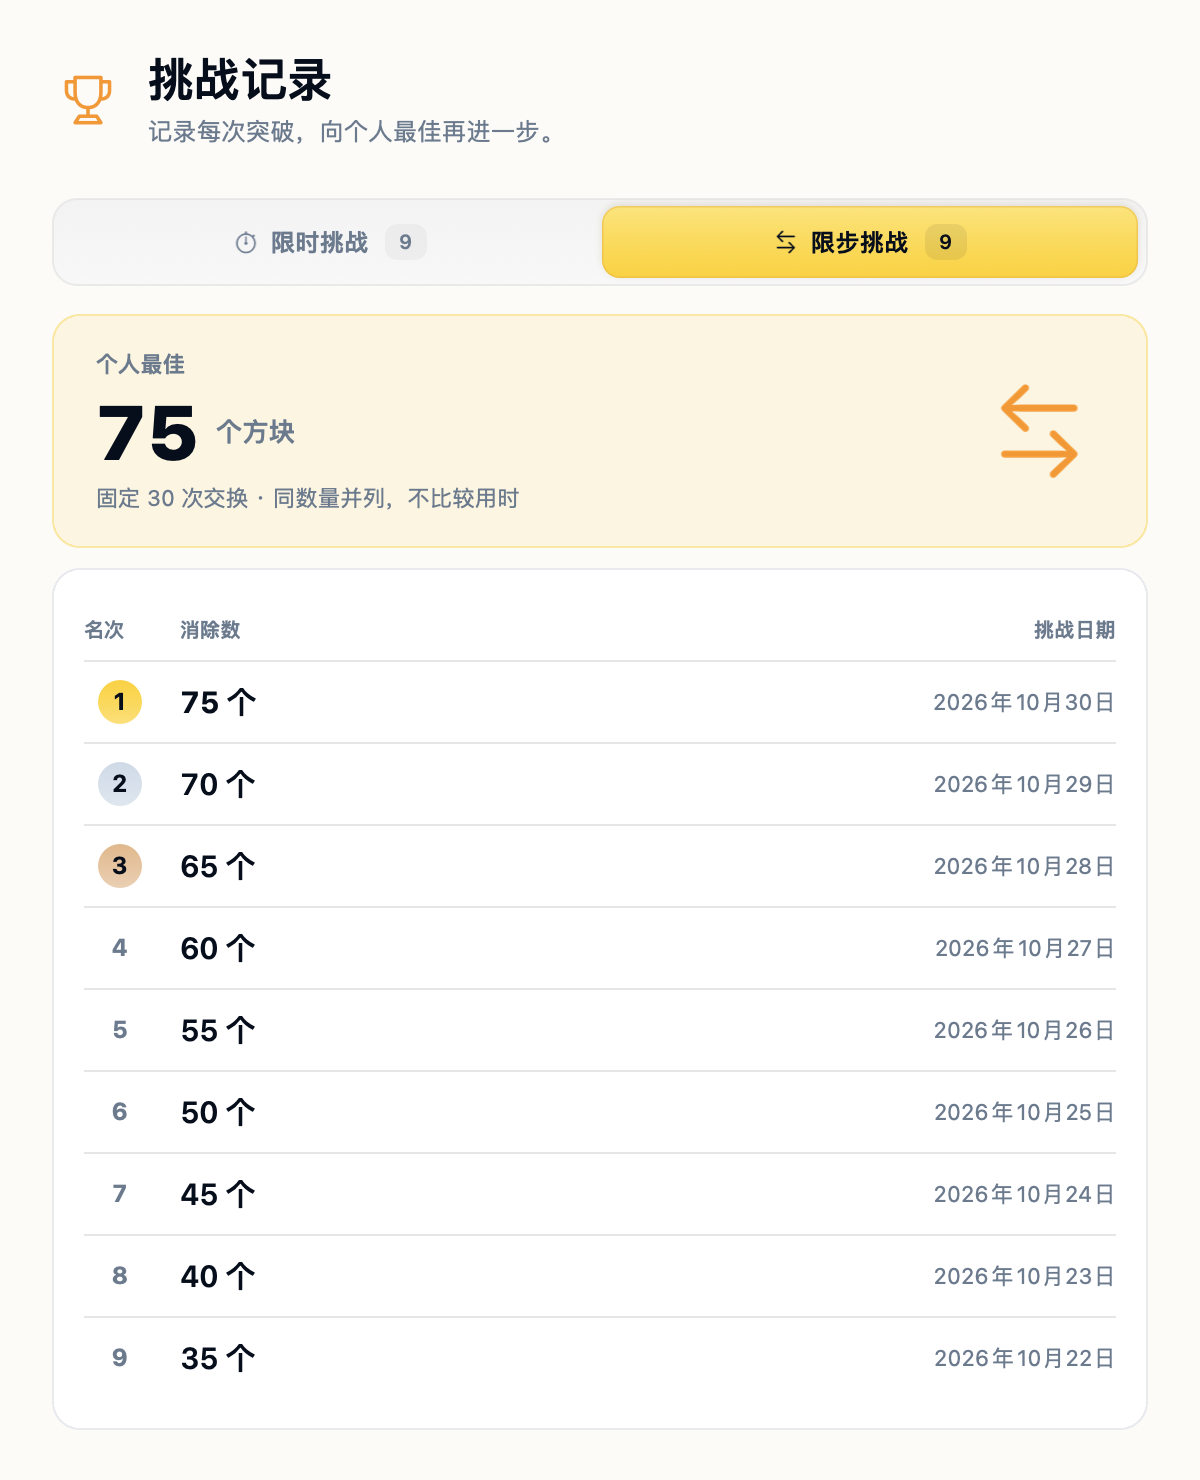 挑战记录
记录每次突破，向个人最佳再进一步。
限时挑战 9
限步挑战 9
个人最佳
75 个方块
固定 30 次交换 · 同数量并列，不比较用时
名次 消除数 挑战日期
1 75 个 2026年10月30日
2 70 个 2026年10月29日
3 65 个 2026年10月28日
4 60 个 2026年10月27日
5 55 个 2026年10月26日
6 50 个 2026年10月25日
7 45 个 2026年10月24日
8 40 个 2026年10月23日
9 35 个 2026年10月22日